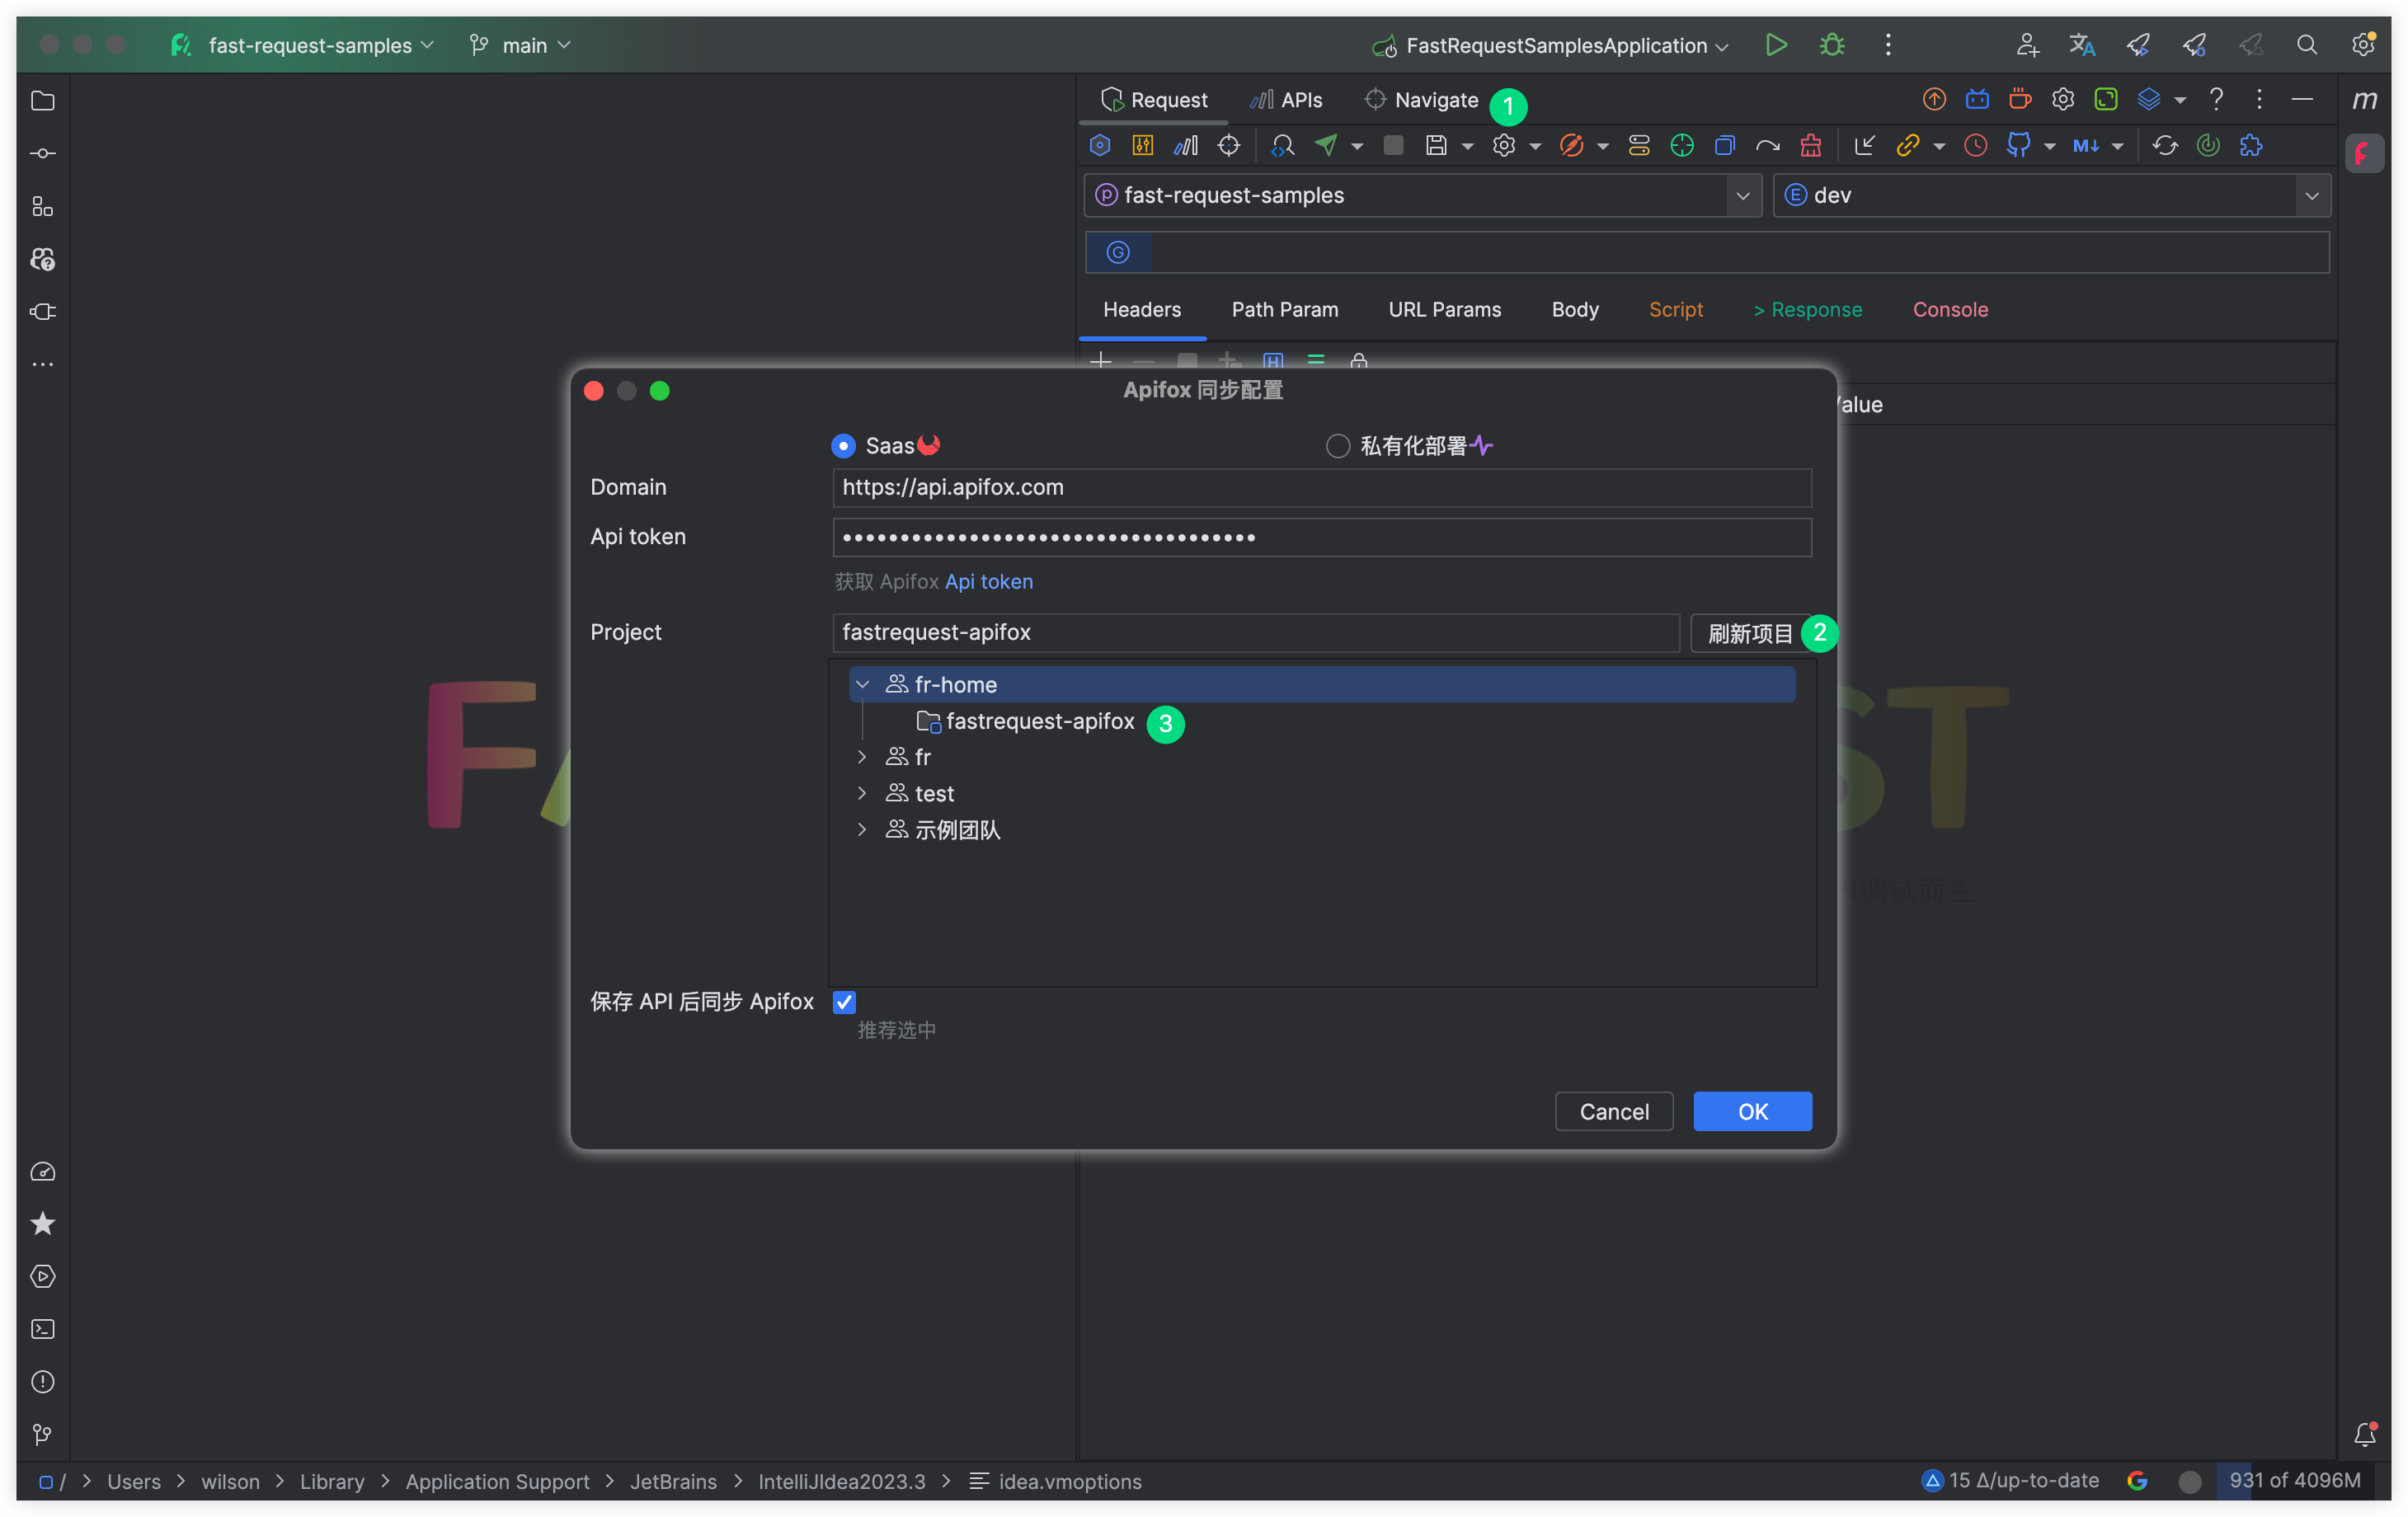 fast-request-samples
main
FastRequestSamplesApplication
Request
APIs
Navigate
1
M↓
m
fast-request-samples
dev
G
Headers
Path Param
URL Params
Body
Script
> Response
Console
Apifox 同步配置
Value
Saas
私有化部署
Domain
https://api.apifox.com
Api token
••••••••••••••••••••••••••••••••••••
获取 Apifox Api token
Project
fastrequest-apifox
刷新项目
2
fr-home
fastrequest-apifox
3
fr
test
示例团队
调试而生
保存 API 后同步 Apifox
推荐选中
Cancel
OK
/ > Users > wilson > Library > Application Support > JetBrains > IntelliJIdea2023.3 > idea.vmoptions
15 Δ/up-to-date
931 of 4096M